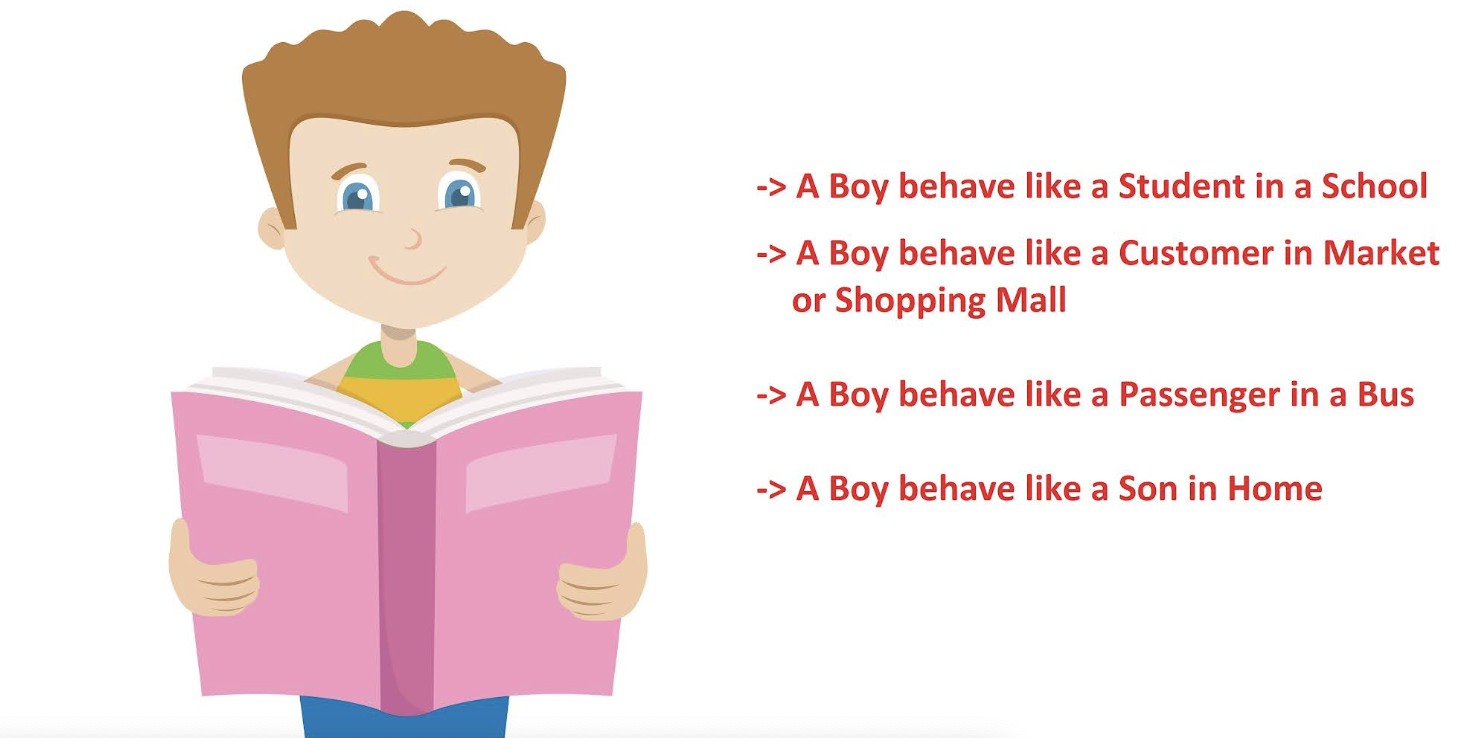 -> A Boy behave like a Student in a School
-> A Boy behave like a Customer in Market
or Shopping Mall
-> A Boy behave like a Passenger in a Bus
-> A Boy behave like a Son in Home